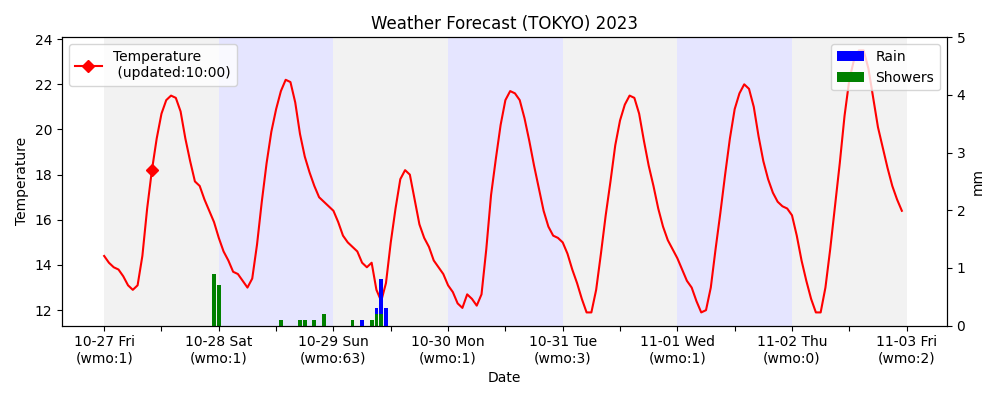 Weather Forecast (TOKYO) 2023
Temperature
(updated:10:00)
Rain
Showers
24
22
20
18
16
14
12
Temperature
5
4
3
2
1
0
mm
10-27 Fri
(wmo:1)
10-28 Sat
(wmo:1)
10-29 Sun
(wmo:63)
10-30 Mon
(wmo:1)
10-31 Tue
(wmo:3)
11-01 Wed
(wmo:1)
11-02 Thu
(wmo:0)
11-03 Fri
(wmo:2)
Date